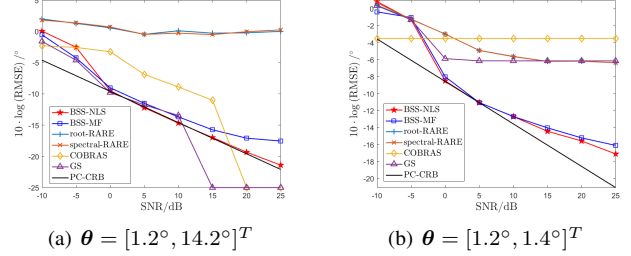 10 · log (RMSE) /°
10
5
0
-5
-10
-15
-20
-25
BSS-NLS
BSS-MF
root-RARE
spectral-RARE
COBRAS
GS
PC-CRB
-10 -5 0 5 10 15 20 25
SNR/dB
(a) θ = [1.2°, 14.2°]^T
10 · log (RMSE) /°
0
-2
-4
-6
-8
-10
-12
-14
-16
-18
-20
BSS-NLS
BSS-MF
root-RARE
spectral-RARE
COBRAS
GS
PC-CRB
-10 -5 0 5 10 15 20 25
SNR/dB
(b) θ = [1.2°, 1.4°]^T